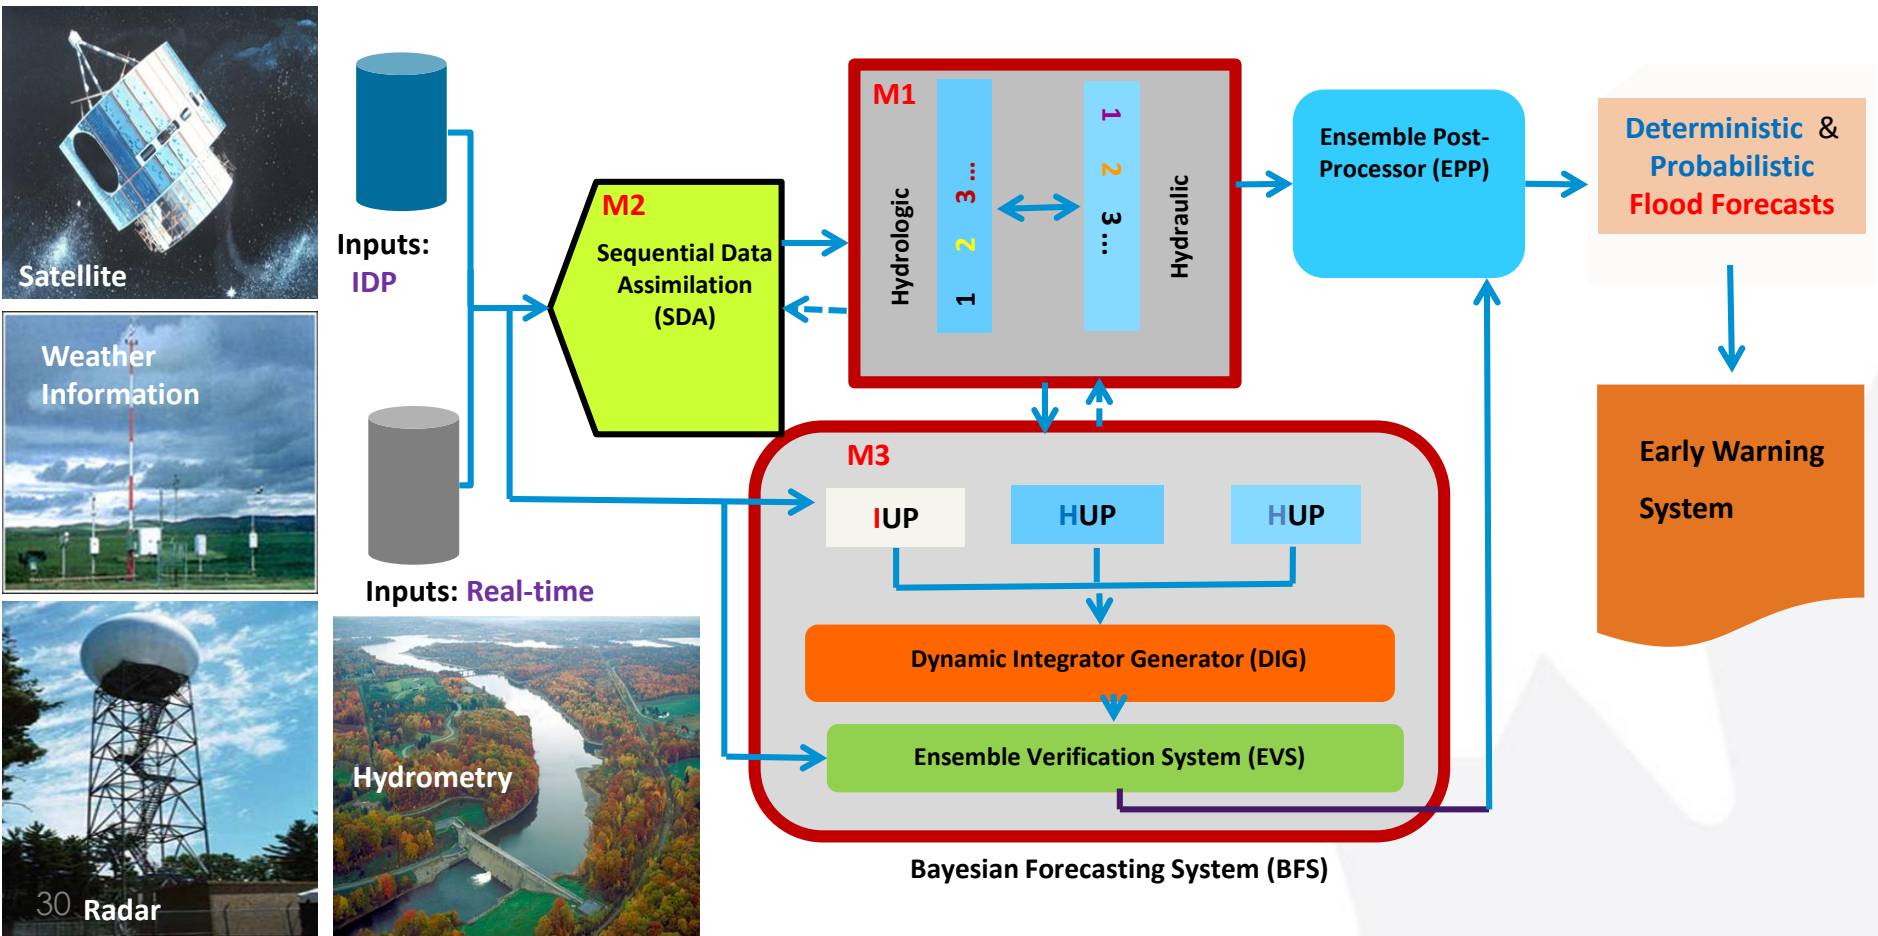 Satellite
Weather
Information
30
Radar
Inputs:
IDP
Inputs: Real-time
Hydrometry
M2
Sequential Data
Assimilation
(SDA)
M1
Hydrologic
1 2 3 ...
1 2 3 ...
Hydraulic
Ensemble Post-
Processor (EPP)
Deterministic &
Probabilistic
Flood Forecasts
Early Warning
System
M3
IUP
HUP
HUP
Dynamic Integrator Generator (DIG)
Ensemble Verification System (EVS)
Bayesian Forecasting System (BFS)